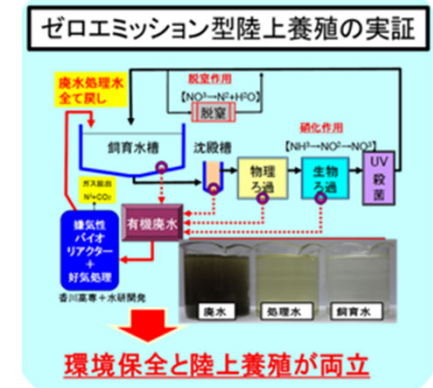 ゼロエミッション型陸上養殖の実証
廃水処理水
全て戻し
脱窒作用
【NO³→N²+H²O】
脱窒
硝化作用
【NH³→NO²→NO³】
飼育水槽
沈殿槽
物理
ろ過
生物
ろ過
UV
殺菌
ガス放出
N²+CO₂
有機廃水
嫌気性
バイオ
リアクター
+
好気処理
香川高専+水研開発
廃水
処理水
飼育水
環境保全と陸上養殖が両立